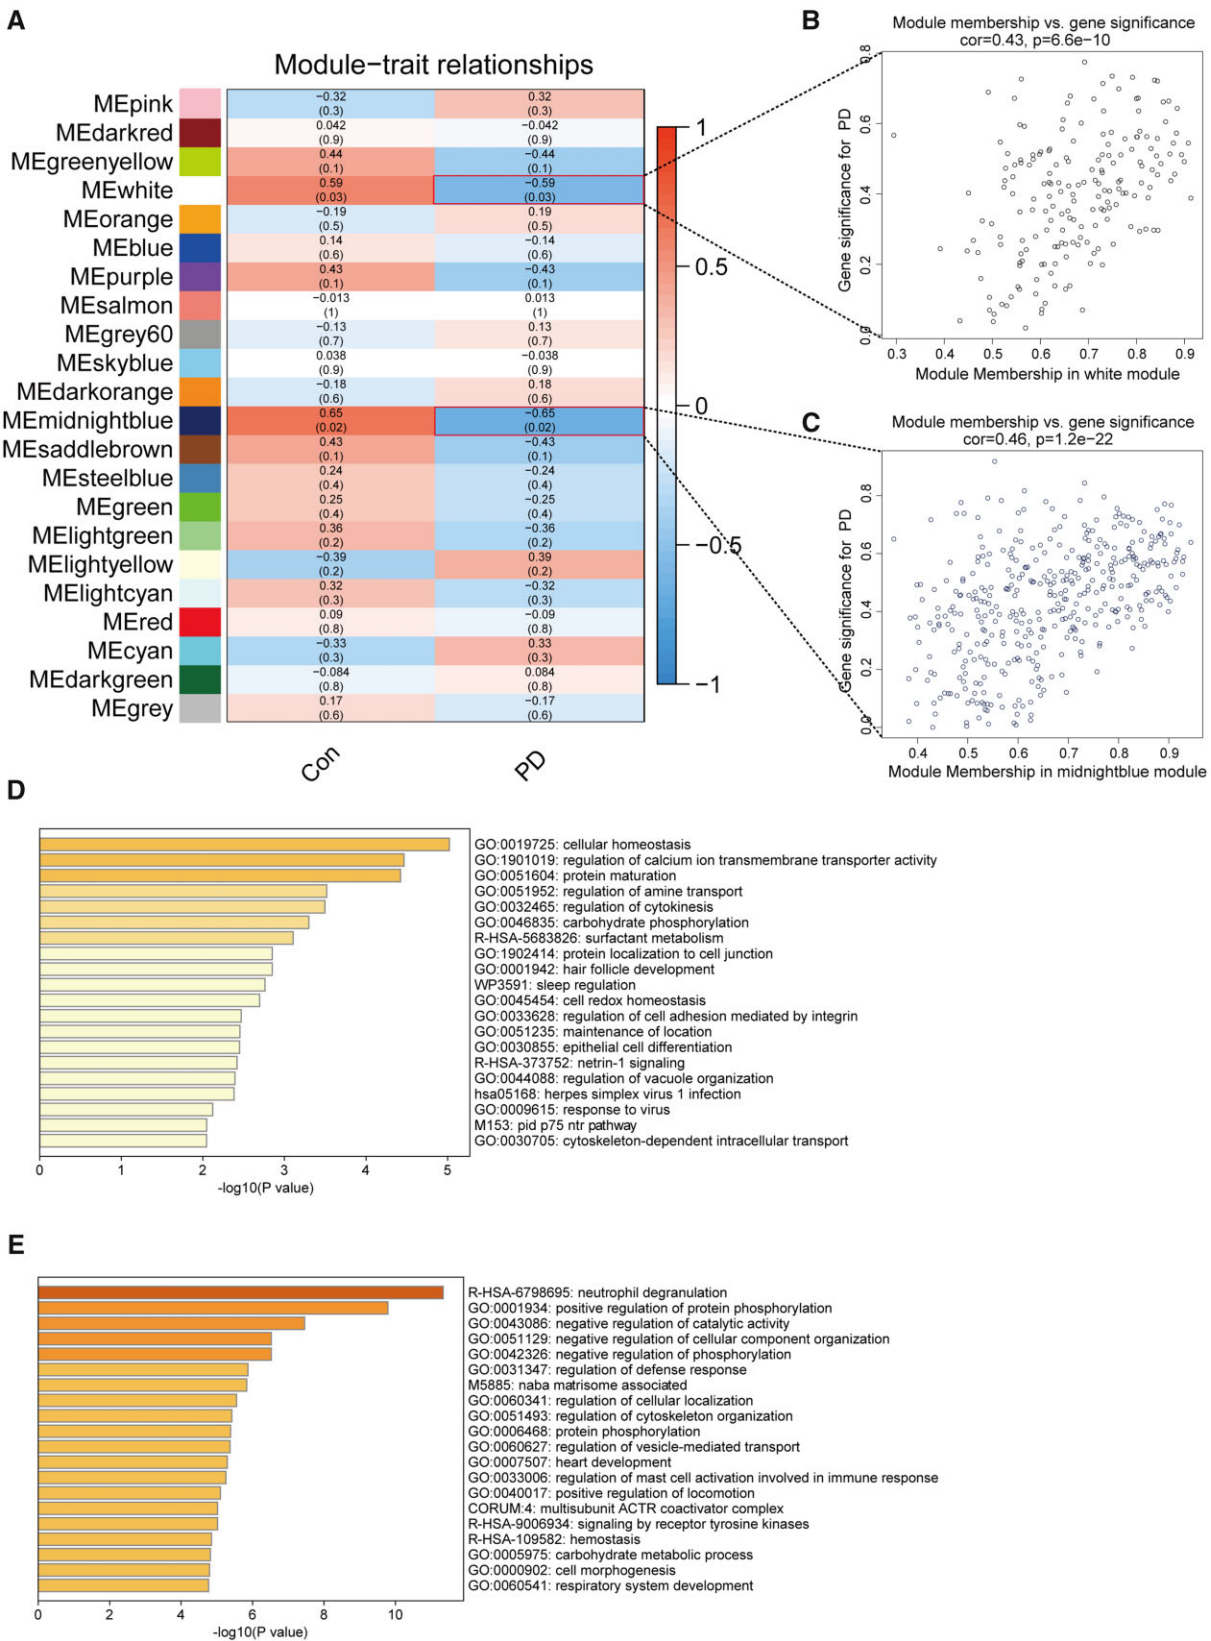 A
Module−trait relationships
MEpink
−0.32
(0.3)
0.32
(0.3)
MEdarkred
0.042
(0.9)
−0.042
(0.9)
MEgreenyellow
0.44
(0.1)
−0.44
(0.1)
MEwhite
0.59
(0.03)
−0.59
(0.03)
MEorange
−0.19
(0.5)
0.19
(0.5)
MEblue
0.14
(0.6)
−0.14
(0.6)
MEpurple
0.43
(0.1)
−0.43
(0.1)
MEsalmon
−0.013
(1)
0.013
(1)
MEgrey60
−0.13
(0.7)
0.13
(0.7)
MEskyblue
0.038
(0.9)
−0.038
(0.9)
MEdarkorange
−0.18
(0.6)
0.18
(0.6)
MEmidnightblue
0.65
(0.02)
−0.65
(0.02)
MEsaddlebrown
0.43
(0.1)
−0.43
(0.1)
MEsteelblue
0.24
(0.4)
−0.24
(0.4)
MEgreen
0.25
(0.4)
−0.25
(0.4)
MElightgreen
0.36
(0.2)
−0.36
(0.2)
MElightyellow
−0.39
(0.2)
0.39
(0.2)
MElightcyan
0.32
(0.3)
−0.32
(0.3)
MEred
0.09
(0.8)
−0.09
(0.8)
MEcyan
−0.33
(0.3)
0.33
(0.3)
MEdarkgreen
−0.084
(0.8)
0.084
(0.8)
MEgrey
0.17
(0.6)
−0.17
(0.6)
Con
PD
1
0.5
0
−0.5
−1
B
Module membership vs. gene significance
cor=0.43, p=6.6e−10
Gene significance for PD
0.8
0.6
0.4
0.2
0.0
0.3 0.4 0.5 0.6 0.7 0.8 0.9
Module Membership in white module
C
Module membership vs. gene significance
cor=0.46, p=1.2e−22
Gene significance for PD
0.8
0.6
0.4
0.2
0.0
0.4 0.5 0.6 0.7 0.8 0.9
Module Membership in midnightblue module
D
GO:0019725: cellular homeostasis
GO:1901019: regulation of calcium ion transmembrane transporter activity
GO:0051604: protein maturation
GO:0051952: regulation of amine transport
GO:0032465: regulation of cytokinesis
GO:0046835: carbohydrate phosphorylation
R-HSA-5683826: surfactant metabolism
GO:1902414: protein localization to cell junction
GO:0001942: hair follicle development
WP3591: sleep regulation
GO:0045454: cell redox homeostasis
GO:0033628: regulation of cell adhesion mediated by integrin
GO:0051235: maintenance of location
GO:0030855: epithelial cell differentiation
R-HSA-373752: netrin-1 signaling
GO:0044088: regulation of vacuole organization
hsa05168: herpes simplex virus 1 infection
GO:0009615: response to virus
M153: pid p75 ntr pathway
GO:0030705: cytoskeleton-dependent intracellular transport
0 1 2 3 4 5
-log10(P value)
E
R-HSA-6798695: neutrophil degranulation
GO:0001934: positive regulation of protein phosphorylation
GO:0043086: negative regulation of catalytic activity
GO:0051129: negative regulation of cellular component organization
GO:0042326: negative regulation of phosphorylation
GO:0031347: regulation of defense response
M5885: naba matrisome associated
GO:0060341: regulation of cellular localization
GO:0051493: regulation of cytoskeleton organization
GO:0006468: protein phosphorylation
GO:0060627: regulation of vesicle-mediated transport
GO:0007507: heart development
GO:0033006: regulation of mast cell activation involved in immune response
GO:0040017: positive regulation of locomotion
CORUM:4: multisubunit ACTR coactivator complex
R-HSA-9006934: signaling by receptor tyrosine kinases
R-HSA-109582: hemostasis
GO:0005975: carbohydrate metabolic process
GO:0000902: cell morphogenesis
GO:0060541: respiratory system development
0 2 4 6 8 10
-log10(P value)